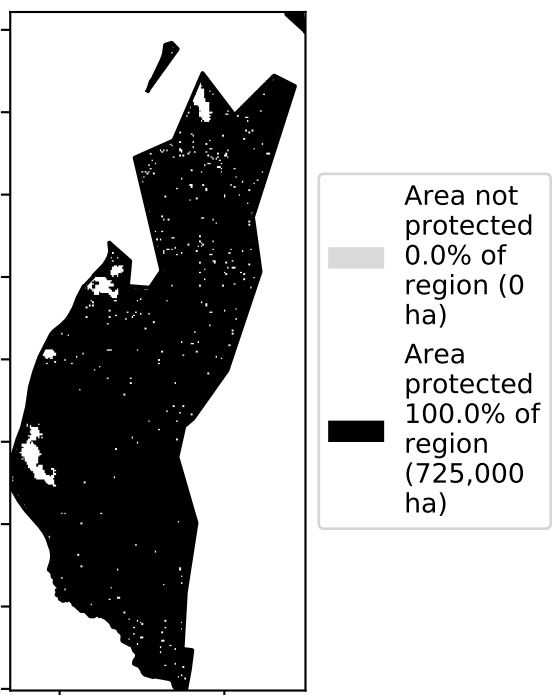 Area not
protected
0.0% of
region (0
ha)
Area
protected
100.0% of
region
(725,000
ha)